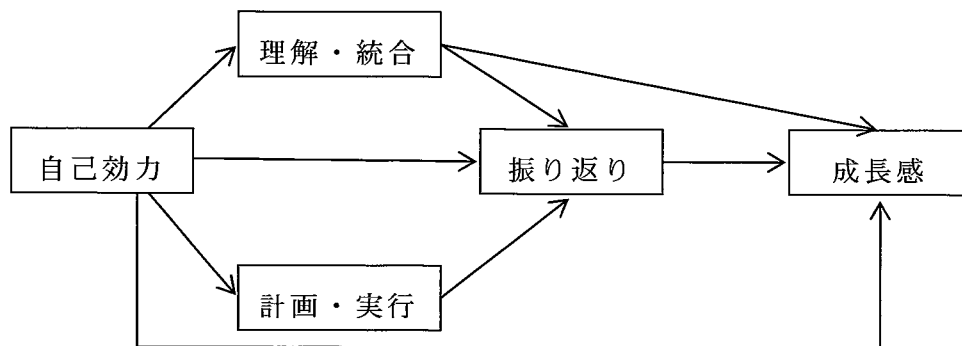 理解・統合
自己効力
振り返り
成長感
計画・実行